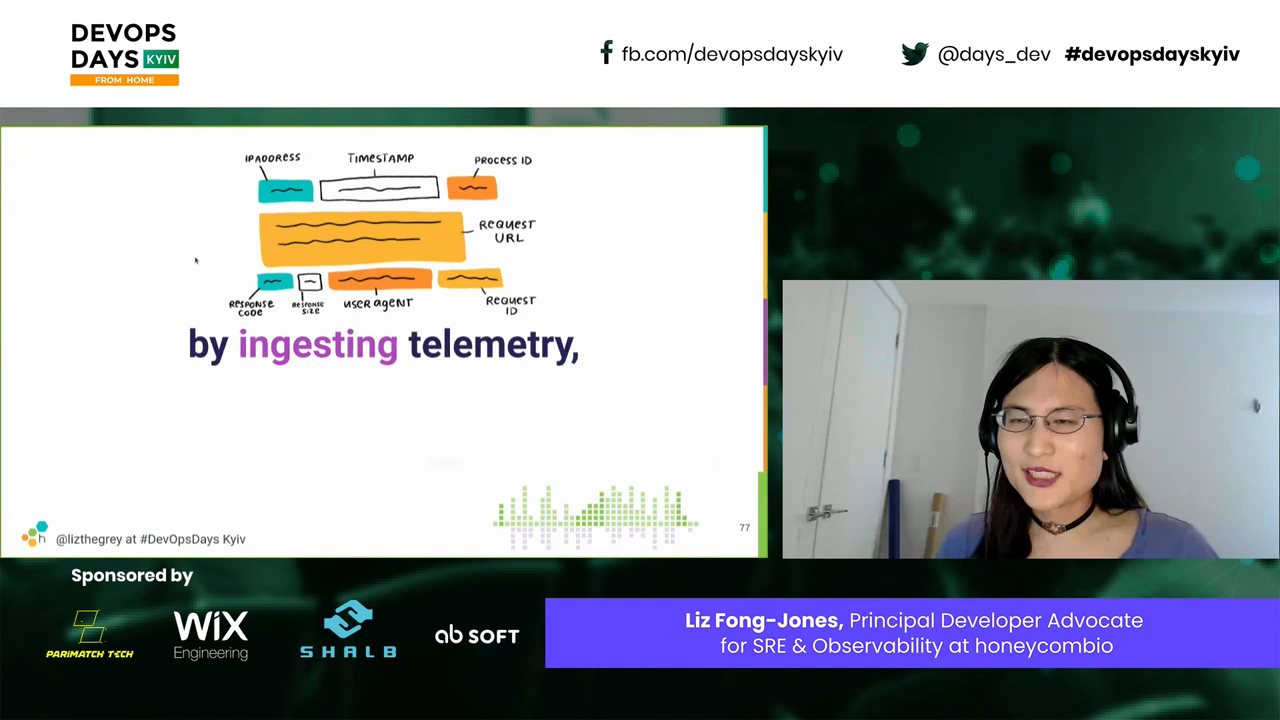 DEVOPS
DAYS KYIV
FROM HOME
fb.com/devopsdayskyiv
@days_dev #devopsdayskyiv
IP ADDRESS
TIMESTAMP
PROCESS ID
REQUEST
URL
RESPONSE
CODE
RESPONSE
SIZE
USER AGENT
REQUEST
ID
by ingesting telemetry,
h @lizthegrey at #DevOpsDays Kyiv
77
Sponsored by
PARIMATCH TECH
WiX
Engineering
SHALB
ab SOFT
Liz Fong-Jones, Principal Developer Advocate
for SRE & Observability at honeycombio